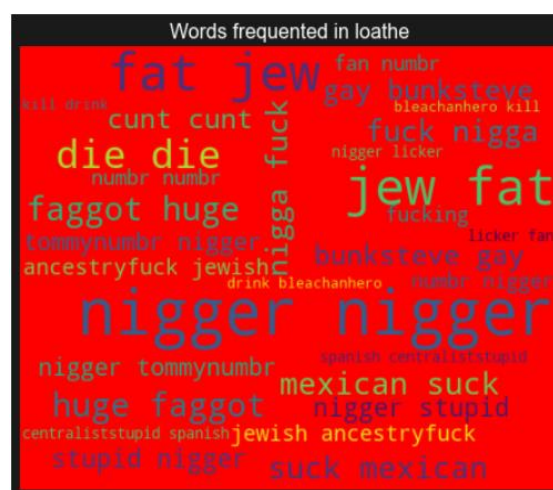 Words frequented in loathe
fat jew
fan numbr
gay bunksteve
kill drink
bleachanhero kill
cunt cunt
fuck nigga
nigga fuck
die die
nigger licker
numbr numbr
jew fat
faggot huge
fucking
tommynumbr nigger
licker fan
bunksteve gay
ancestryfuck jewish
drink bleachanhero
numbr nigger
nigger nigger
spanish centraliststupid
nigger tommynumbr
mexican suck
huge faggot
nigger stupid
centraliststupid spanish
jewish ancestryfuck
stupid nigger
suck mexican